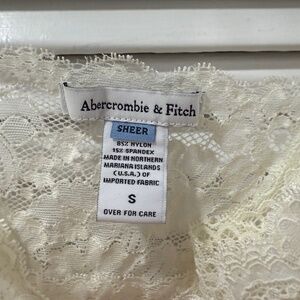 Abercrombie & Fitch
SHEER
85% NYLON
15% SPANDEX
MADE IN NORTHERN
MARIANA ISLANDS
(U.S.A.) OF
IMPORTED FABRIC
S
OVER FOR CARE